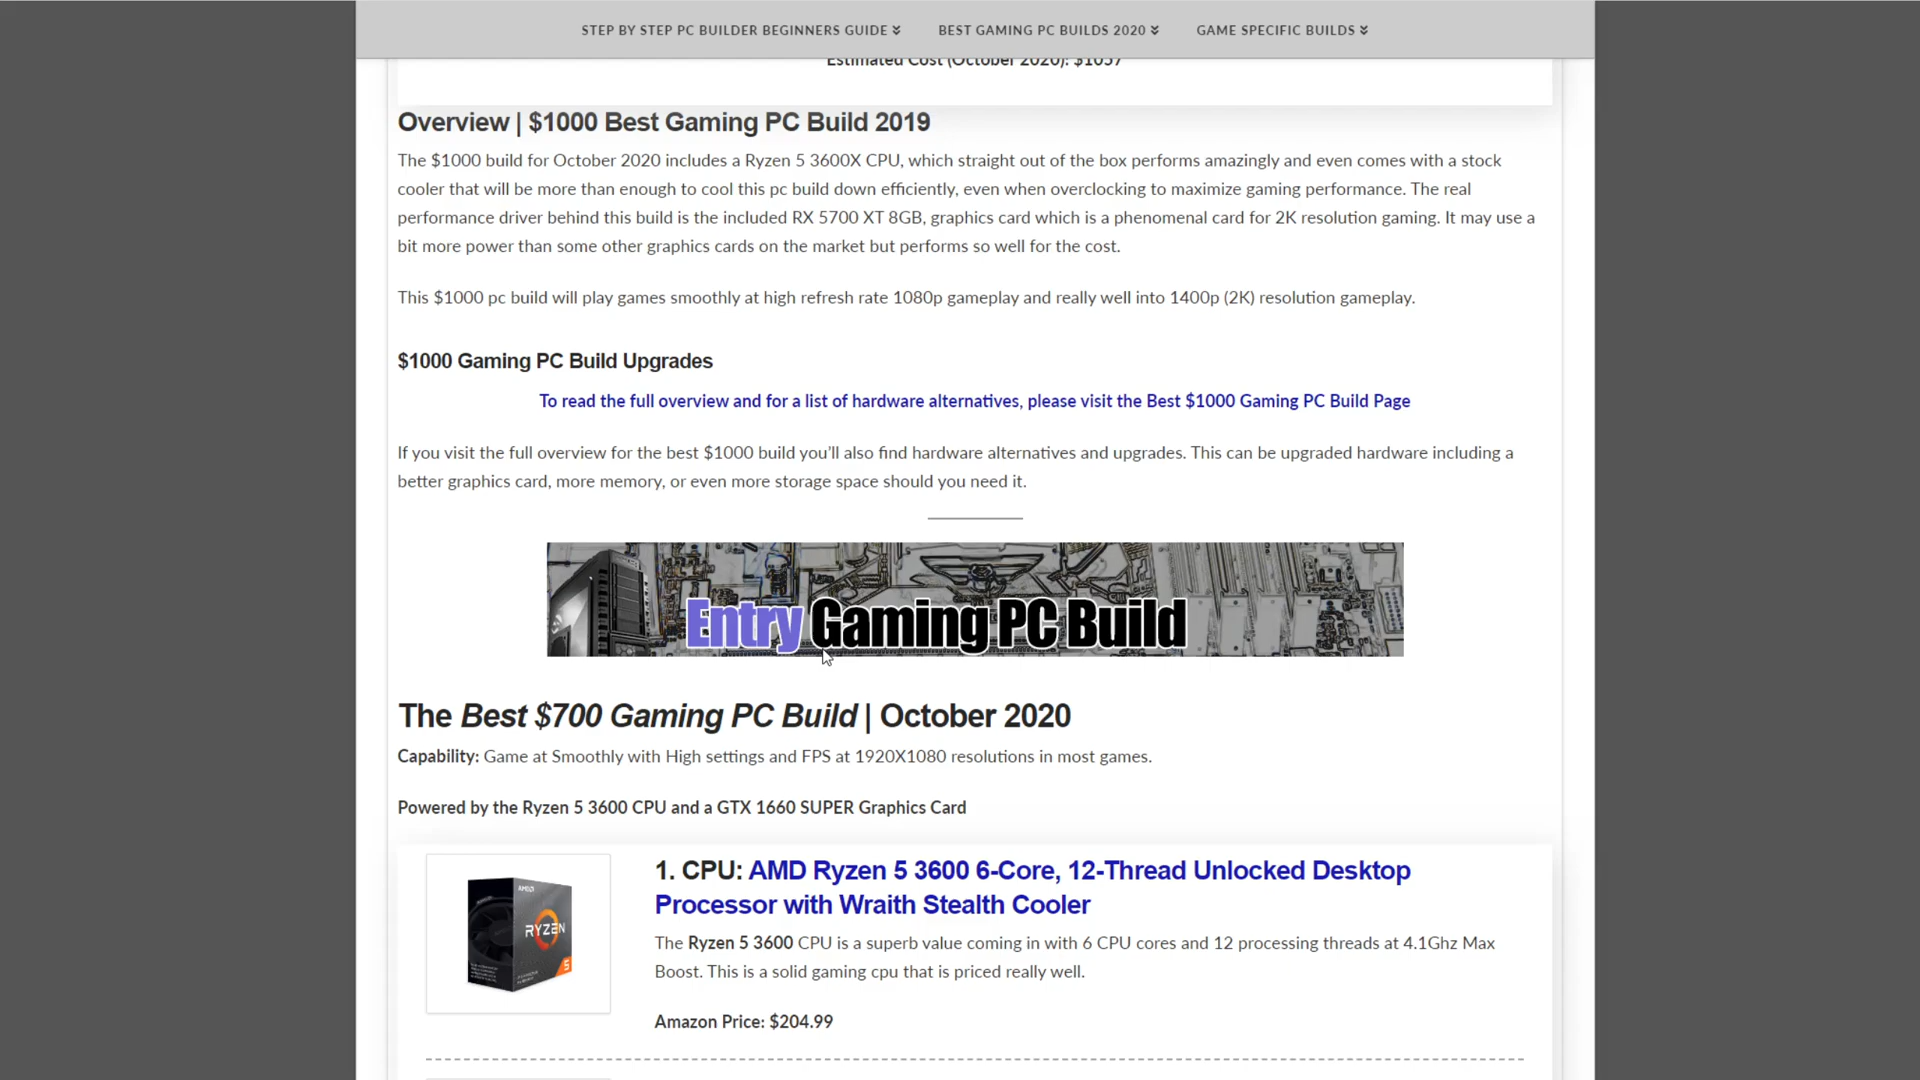 STEP BY STEP PC BUILDER BEGINNERS GUIDE BEST GAMING PC BUILDS 2020 GAME SPECIFIC BUILDS
Estimated Cost (October 2020): $1057
Overview | $1000 Best Gaming PC Build 2019
The $1000 build for October 2020 includes a Ryzen 5 3600X CPU, which straight out of the box performs amazingly and even comes with a stock
cooler that will be more than enough to cool this pc build down efficiently, even when overclocking to maximize gaming performance. The real
performance driver behind this build is the included RX 5700 XT 8GB, graphics card which is a phenomenal card for 2K resolution gaming. It may use a
bit more power than some other graphics cards on the market but performs so well for the cost.
This $1000 pc build will play games smoothly at high refresh rate 1080p gameplay and really well into 1400p (2K) resolution gameplay.
$1000 Gaming PC Build Upgrades
To read the full overview and for a list of hardware alternatives, please visit the Best $1000 Gaming PC Build Page
If you visit the full overview for the best $1000 build you’ll also find hardware alternatives and upgrades. This can be upgraded hardware including a
better graphics card, more memory, or even more storage space should you need it.
Entry Gaming PC Build
The Best $700 Gaming PC Build | October 2020
Capability: Game at Smoothly with High settings and FPS at 1920X1080 resolutions in most games.
Powered by the Ryzen 5 3600 CPU and a GTX 1660 SUPER Graphics Card
1. CPU: AMD Ryzen 5 3600 6-Core, 12-Thread Unlocked Desktop
Processor with Wraith Stealth Cooler
The Ryzen 5 3600 CPU is a superb value coming in with 6 CPU cores and 12 processing threads at 4.1Ghz Max
Boost. This is a solid gaming cpu that is priced really well.
Amazon Price: $204.99
AMD
RYZEN
5